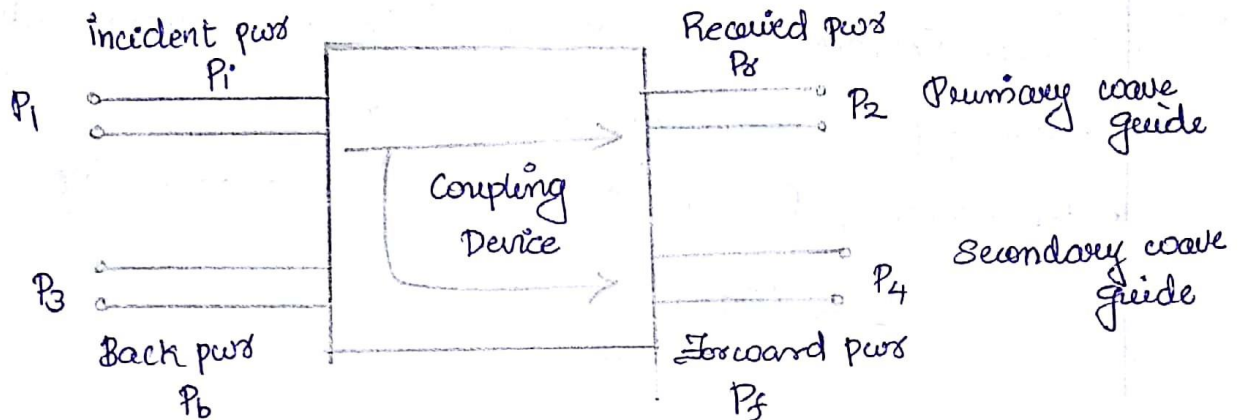 incident pwr
Pi
Received pwr
Pr
P1
P2 Primary wave
guide
Coupling
Device
P3
P4
Secondary wave
guide
Back pwr
Pb
Forward pwr
Pf